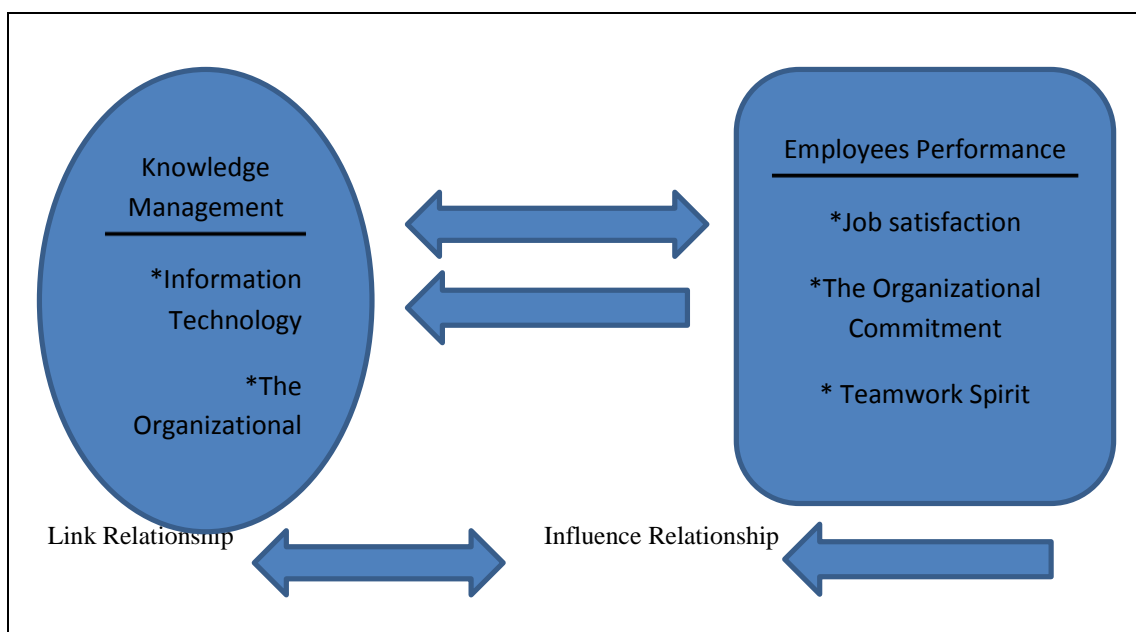 Knowledge
Management
*Information
Technology
*The
Organizational
Employees Performance
*Job satisfaction
*The Organizational
Commitment
* Teamwork Spirit
Link Relationship
Influence Relationship